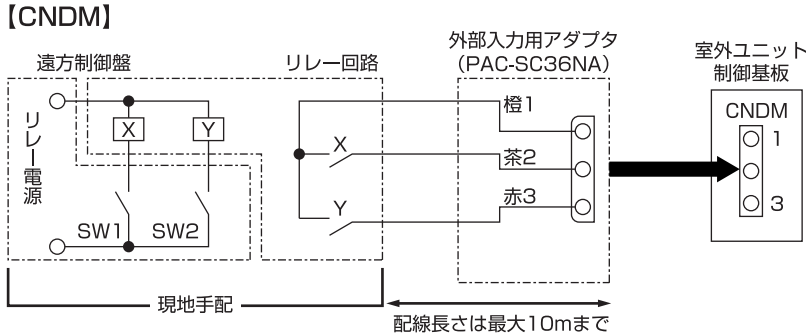 【CNDM】
遠方制御盤
リレー回路
外部入力用アダプタ
（PAC-SC36NA）
室外ユニット
制御基板
リレー電源
X
Y
SW1
SW2
X
Y
橙1
茶2
赤3
CNDM
1
3
現地手配
配線長さは最大10mまで